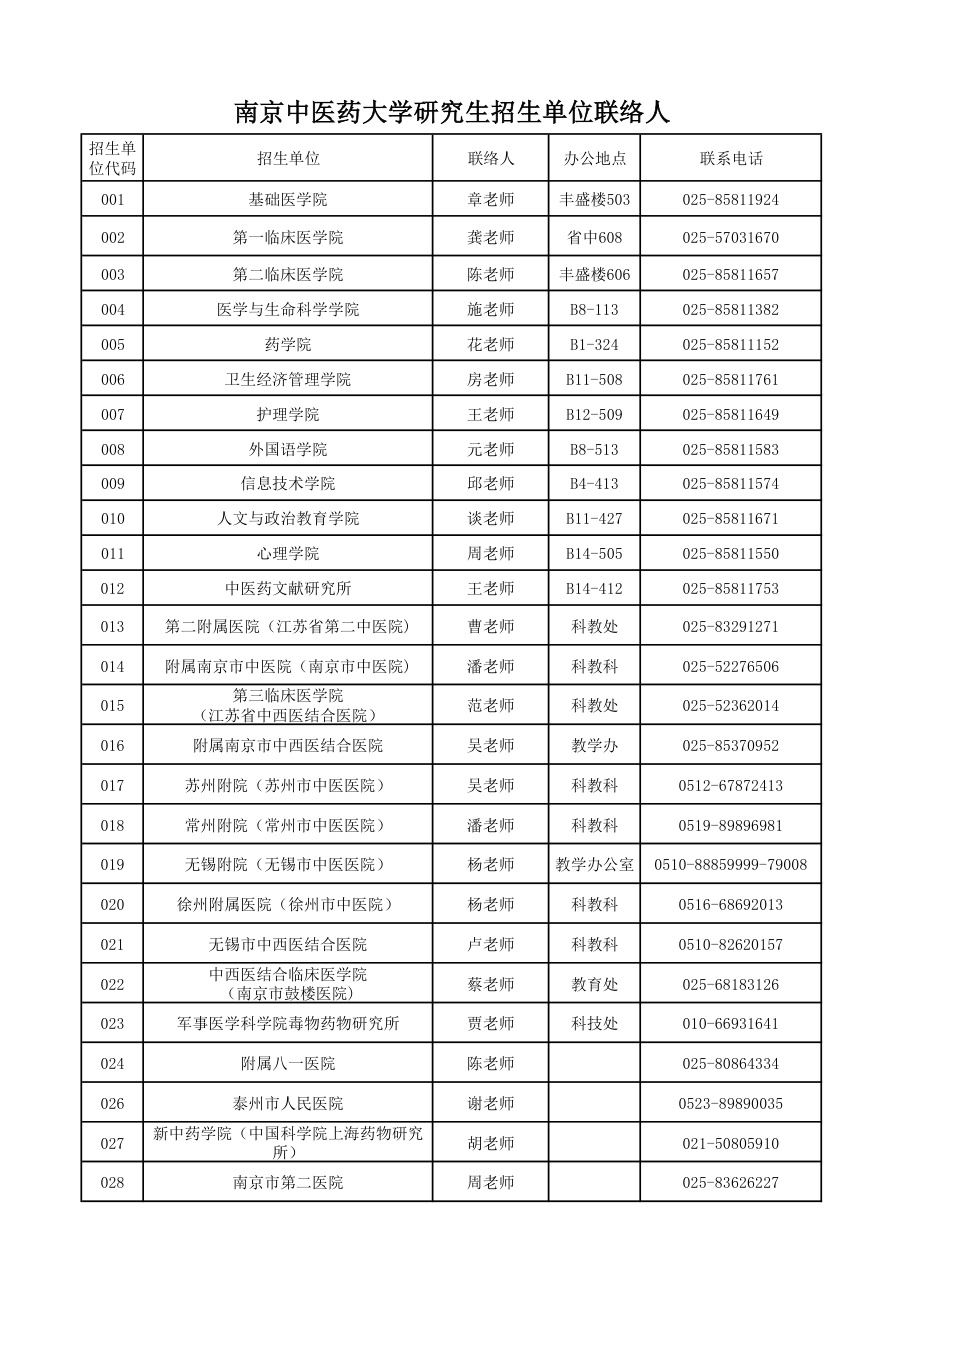 南京中医药大学研究生招生单位联络人
招生单
位代码 招生单位 联络人 办公地点 联系电话
001 基础医学院 章老师 丰盛楼503 025-85811924
002 第一临床医学院 龚老师 省中608 025-57031670
003 第二临床医学院 陈老师 丰盛楼606 025-85811657
004 医学与生命科学学院 施老师 B8-113 025-85811382
005 药学院 花老师 B1-324 025-85811152
006 卫生经济管理学院 房老师 B11-508 025-85811761
007 护理学院 王老师 B12-509 025-85811649
008 外国语学院 元老师 B8-513 025-85811583
009 信息技术学院 邱老师 B4-413 025-85811574
010 人文与政治教育学院 谈老师 B11-427 025-85811671
011 心理学院 周老师 B14-505 025-85811550
012 中医药文献研究所 王老师 B14-412 025-85811753
013 第二附属医院（江苏省第二中医院) 曹老师 科教处 025-83291271
014 附属南京市中医院（南京市中医院) 潘老师 科教科 025-52276506
015 第三临床医学院
（江苏省中西医结合医院） 范老师 科教处 025-52362014
016 附属南京市中西医结合医院 吴老师 教学办 025-85370952
017 苏州附院（苏州市中医医院） 吴老师 科教科 0512-67872413
018 常州附院（常州市中医医院） 潘老师 科教科 0519-89896981
019 无锡附院（无锡市中医医院） 杨老师 教学办公室 0510-88859999-79008
020 徐州附属医院（徐州市中医院） 杨老师 科教科 0516-68692013
021 无锡市中西医结合医院 卢老师 科教科 0510-82620157
022 中西医结合临床医学院
（南京市鼓楼医院) 蔡老师 教育处 025-68183126
023 军事医学科学院毒物药物研究所 贾老师 科技处 010-66931641
024 附属八一医院 陈老师 025-80864334
026 泰州市人民医院 谢老师 0523-89890035
027 新中药学院（中国科学院上海药物研究
所） 胡老师 021-50805910
028 南京市第二医院 周老师 025-83626227